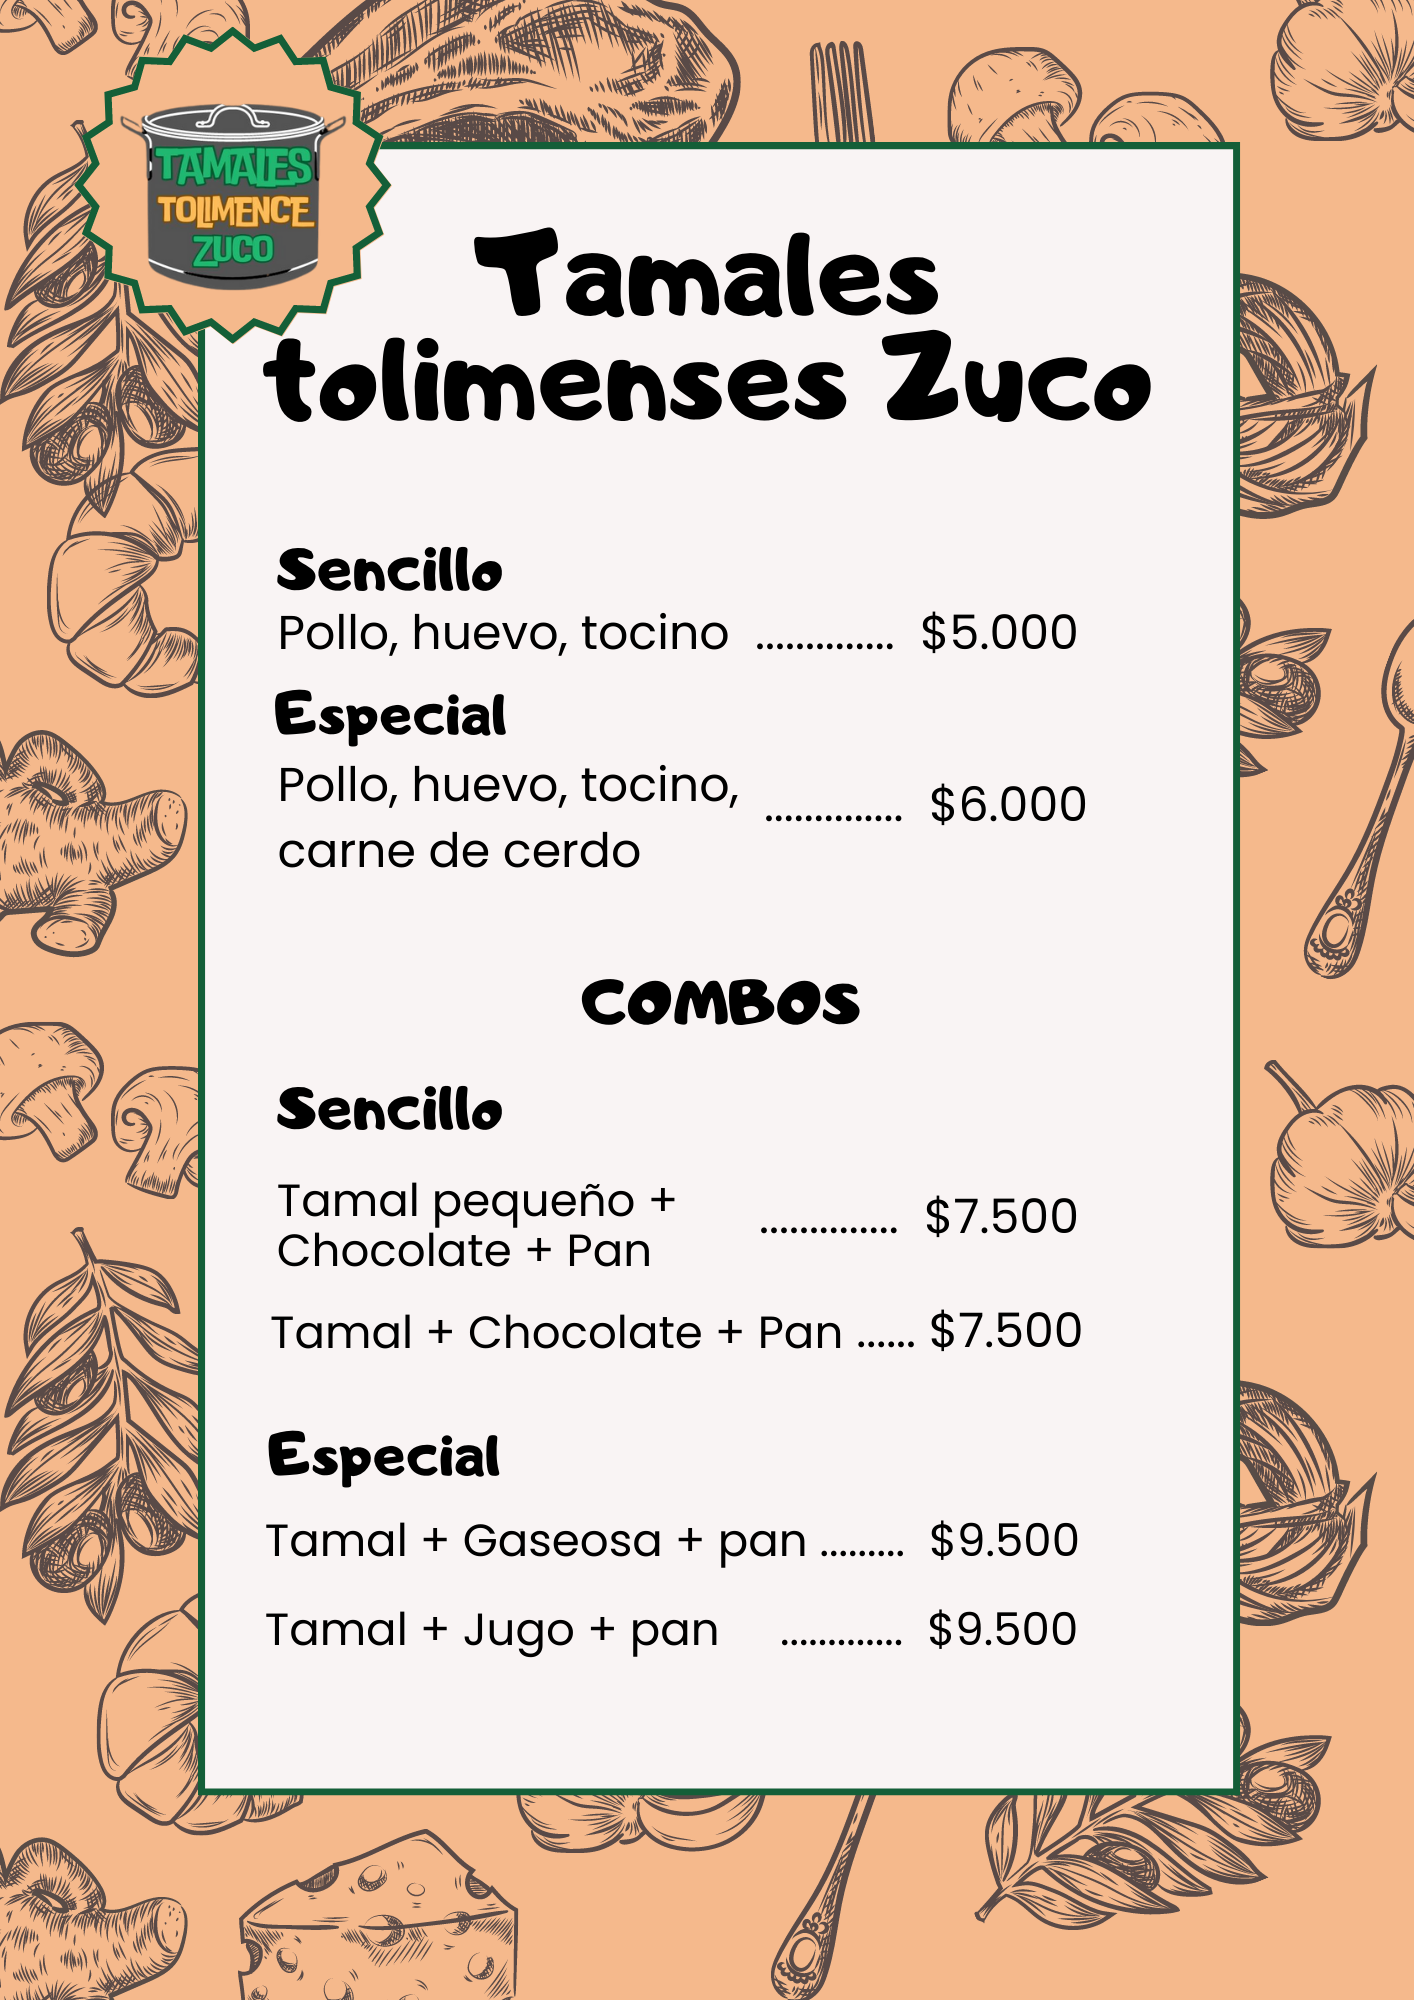 TAMALES
TOLIMENCE
ZUCO
Tamales
tolimenses Zuco
Sencillo
Pollo, huevo, tocino .............. $5.000
Especial
Pollo, huevo, tocino,
carne de cerdo .............. $6.000
COMBOS
Sencillo
Tamal pequeño +
Chocolate + Pan .............. $7.500
Tamal + Chocolate + Pan ...... $7.500
Especial
Tamal + Gaseosa + pan ......... $9.500
Tamal + Jugo + pan ............. $9.500